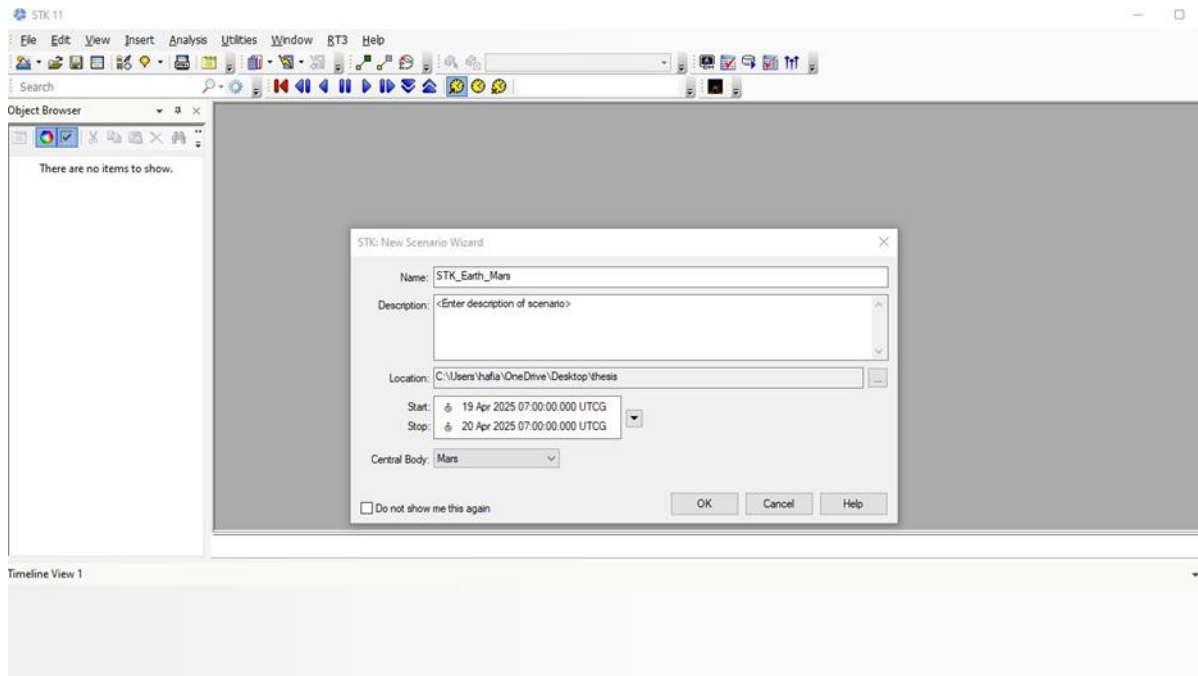 STK 11
File Edit View Insert Analysis Utilities Window RT3 Help
Search
Object Browser
There are no items to show.
STK: New Scenario Wizard
Name: STK_Earth_Mars
Description: <Enter description of scenario>
Location: C:\Users\hafia\OneDrive\Desktop\thesis
...
Start: 19 Apr 2025 07:00:00.000 UTCG
Stop: 20 Apr 2025 07:00:00.000 UTCG
Central Body: Mars
Do not show me this again OK Cancel Help
Timeline View 1